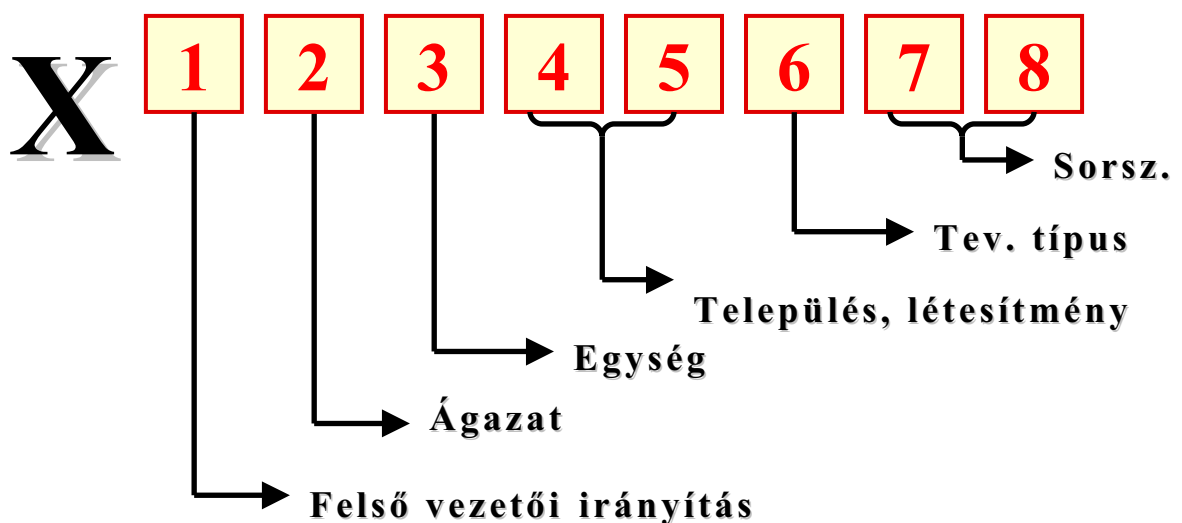 X 1 2 3 4 5 6 7 8
Sorsz.
Tev. típus
Település, létesítmény
Egység
Ágazat
Felső vezetői irányítás